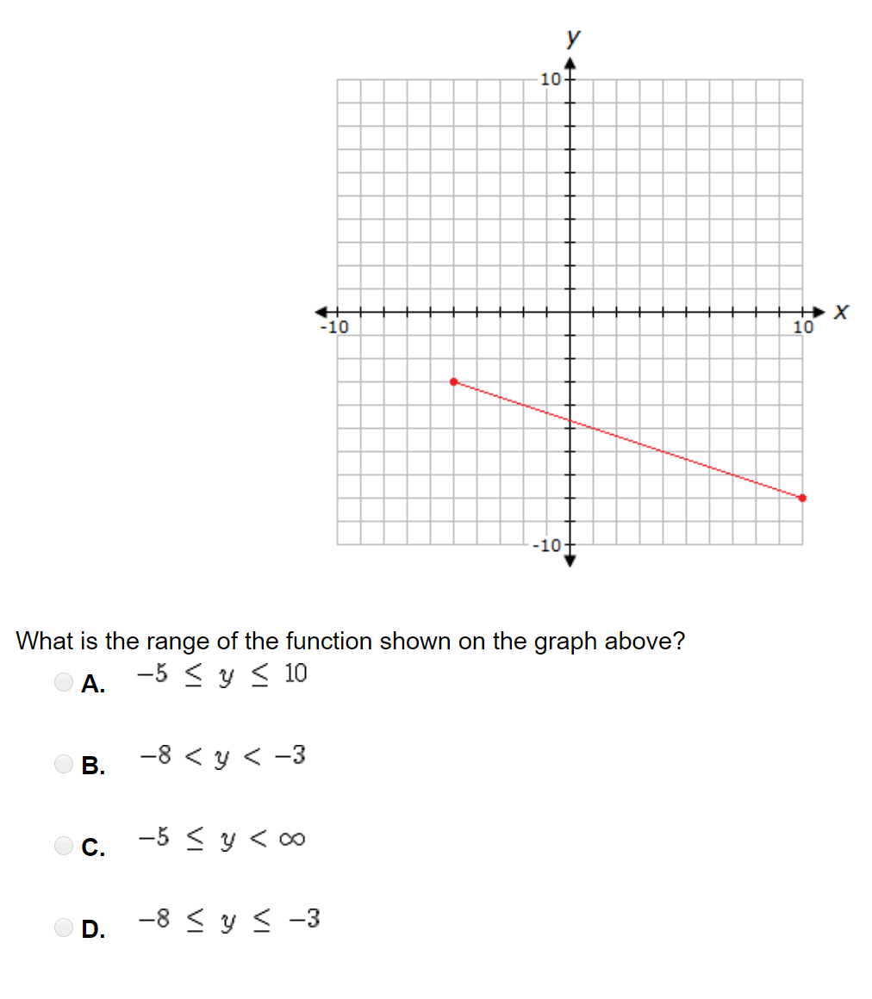 y
10
-10
10
x
-10
What is the range of the function shown on the graph above?
A. −5 ≤ y ≤ 10
B. −8 < y < −3
C. −5 ≤ y < ∞
D. −8 ≤ y ≤ −3